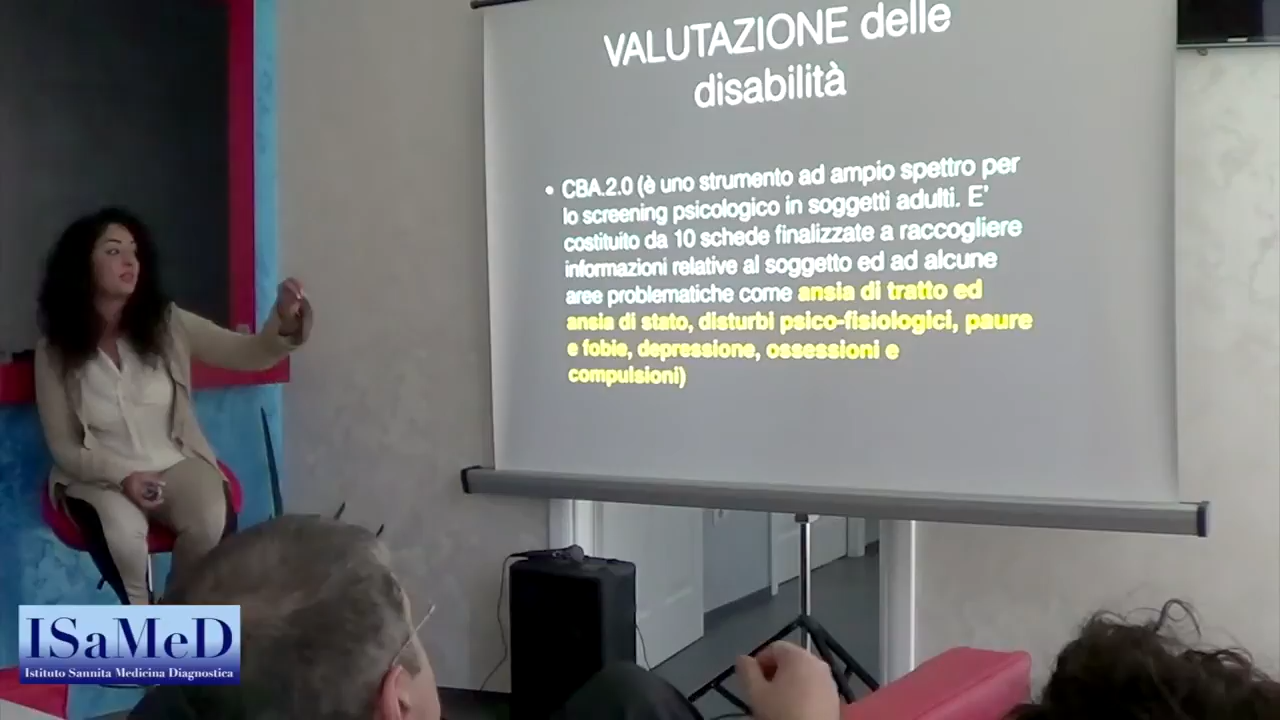 VALUTAZIONE delle
disabilità
• CBA.2.0 (è uno strumento ad ampio spettro per
lo screening psicologico in soggetti adulti. E'
costituito da 10 schede finalizzate a raccogliere
informazioni relative al soggetto ed ad alcune
aree problematiche come ansia di tratto ed
ansia di stato, disturbi psico-fisiologici, paure
e fobie, depressione, ossessioni e
compulsioni)
ISaMeD
Istituto Sannita Medicina Diagnostica